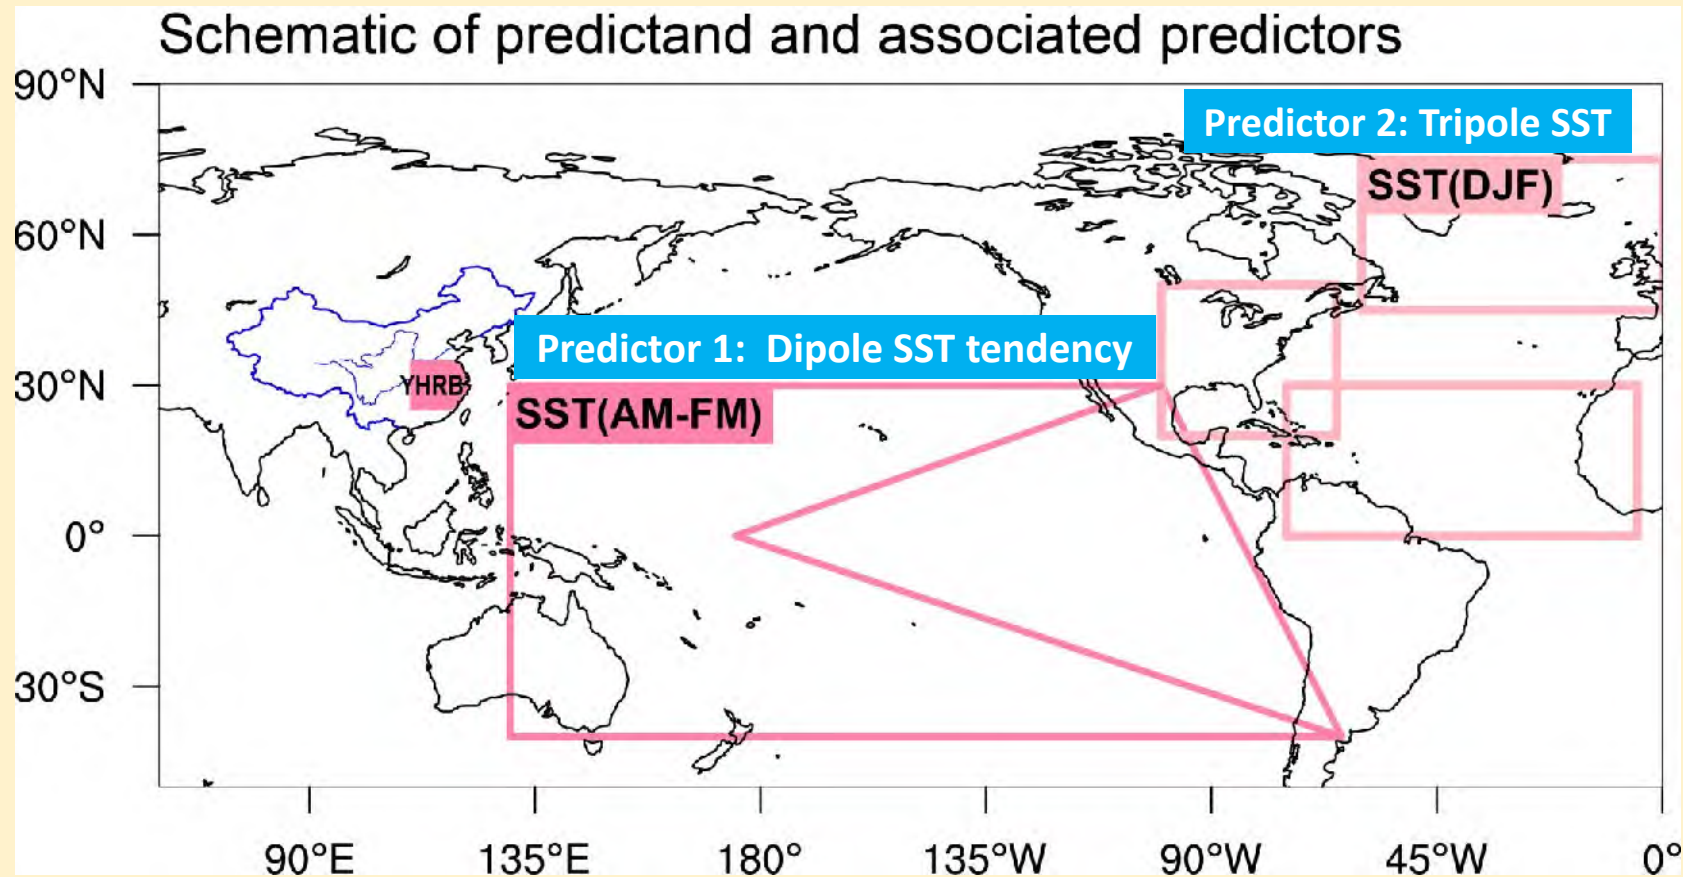 Schematic of predictand and associated predictors
90°N
Predictor 2: Tripole SST
SST(DJF)
60°N
Predictor 1: Dipole SST tendency
YHRB
30°N
SST(AM-FM)
0°
30°S
90°E 135°E 180° 135°W 90°W 45°W 0°